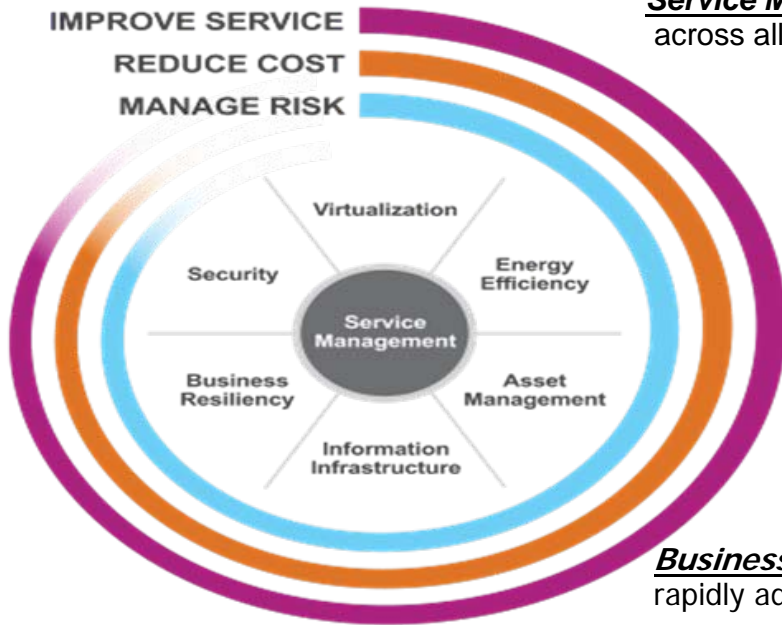 IMPROVE SERVICE
REDUCE COST
MANAGE RISK
Service M
across all
Virtualization
Security
Energy
Efficiency
Service
Management
Business
Resiliency
Asset
Management
Information
Infrastructure
Business
rapidly